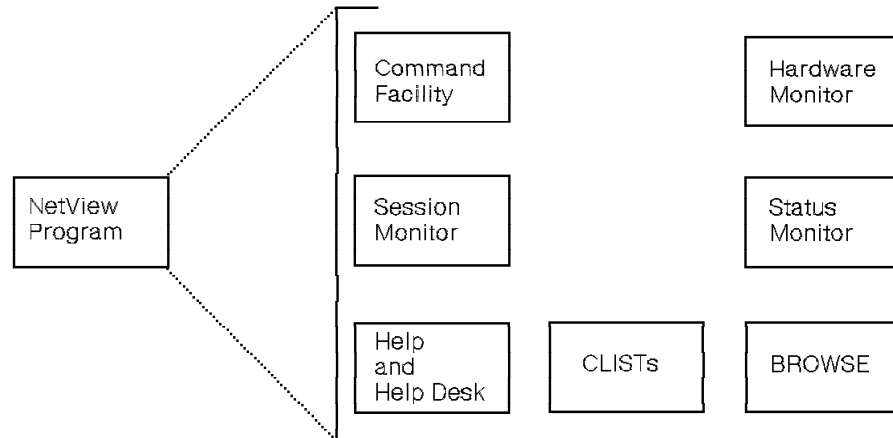 Command
Facility
Hardware
Monitor
NetView
Program
Session
Monitor
Status
Monitor
Help
and
Help Desk
CLISTs
BROWSE